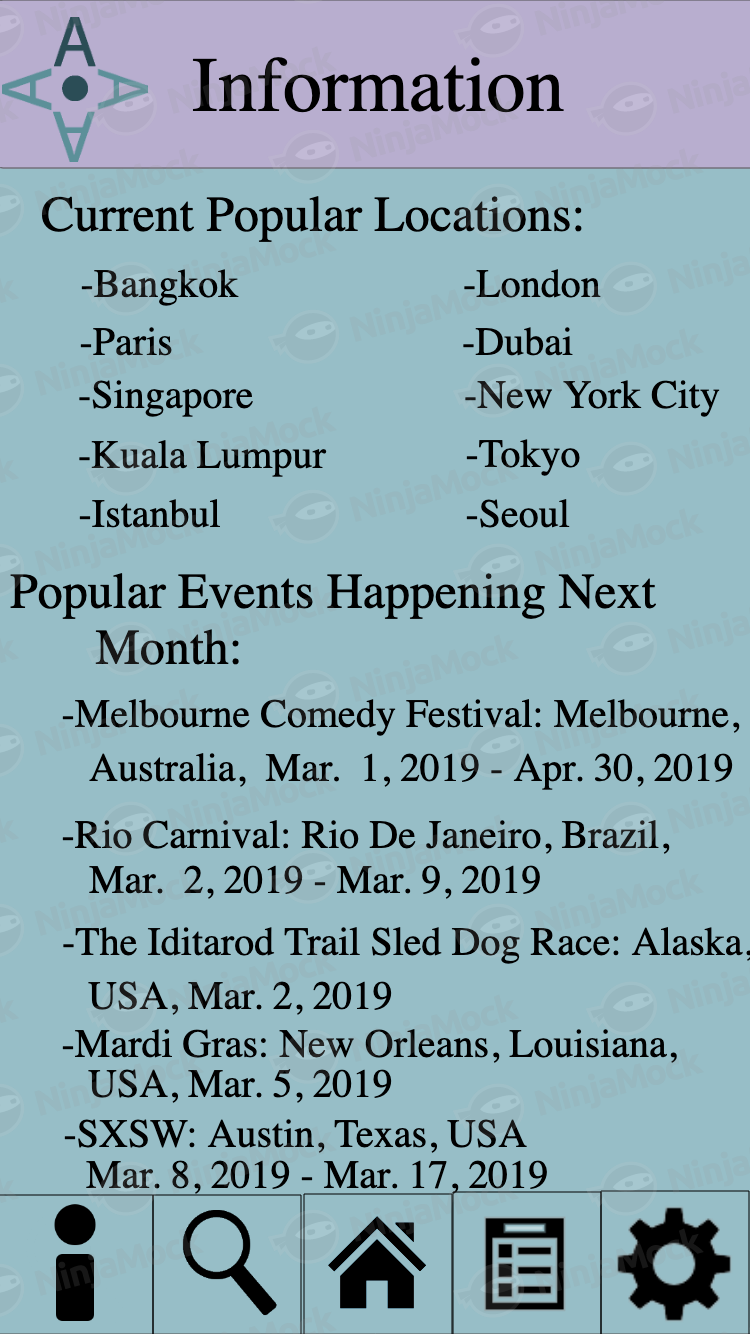 A
A A
A
Information
Current Popular Locations:
-Bangkok -London
-Paris -Dubai
-Singapore -New York City
-Kuala Lumpur -Tokyo
-Istanbul -Seoul
Popular Events Happening Next
Month:
-Melbourne Comedy Festival: Melbourne,
Australia, Mar. 1, 2019 - Apr. 30, 2019
-Rio Carnival: Rio De Janeiro, Brazil,
Mar. 2, 2019 - Mar. 9, 2019
-The Iditarod Trail Sled Dog Race: Alaska,
USA, Mar. 2, 2019
-Mardi Gras: New Orleans, Louisiana,
USA, Mar. 5, 2019
-SXSW: Austin, Texas, USA
Mar. 8, 2019 - Mar. 17, 2019
NinjaMock